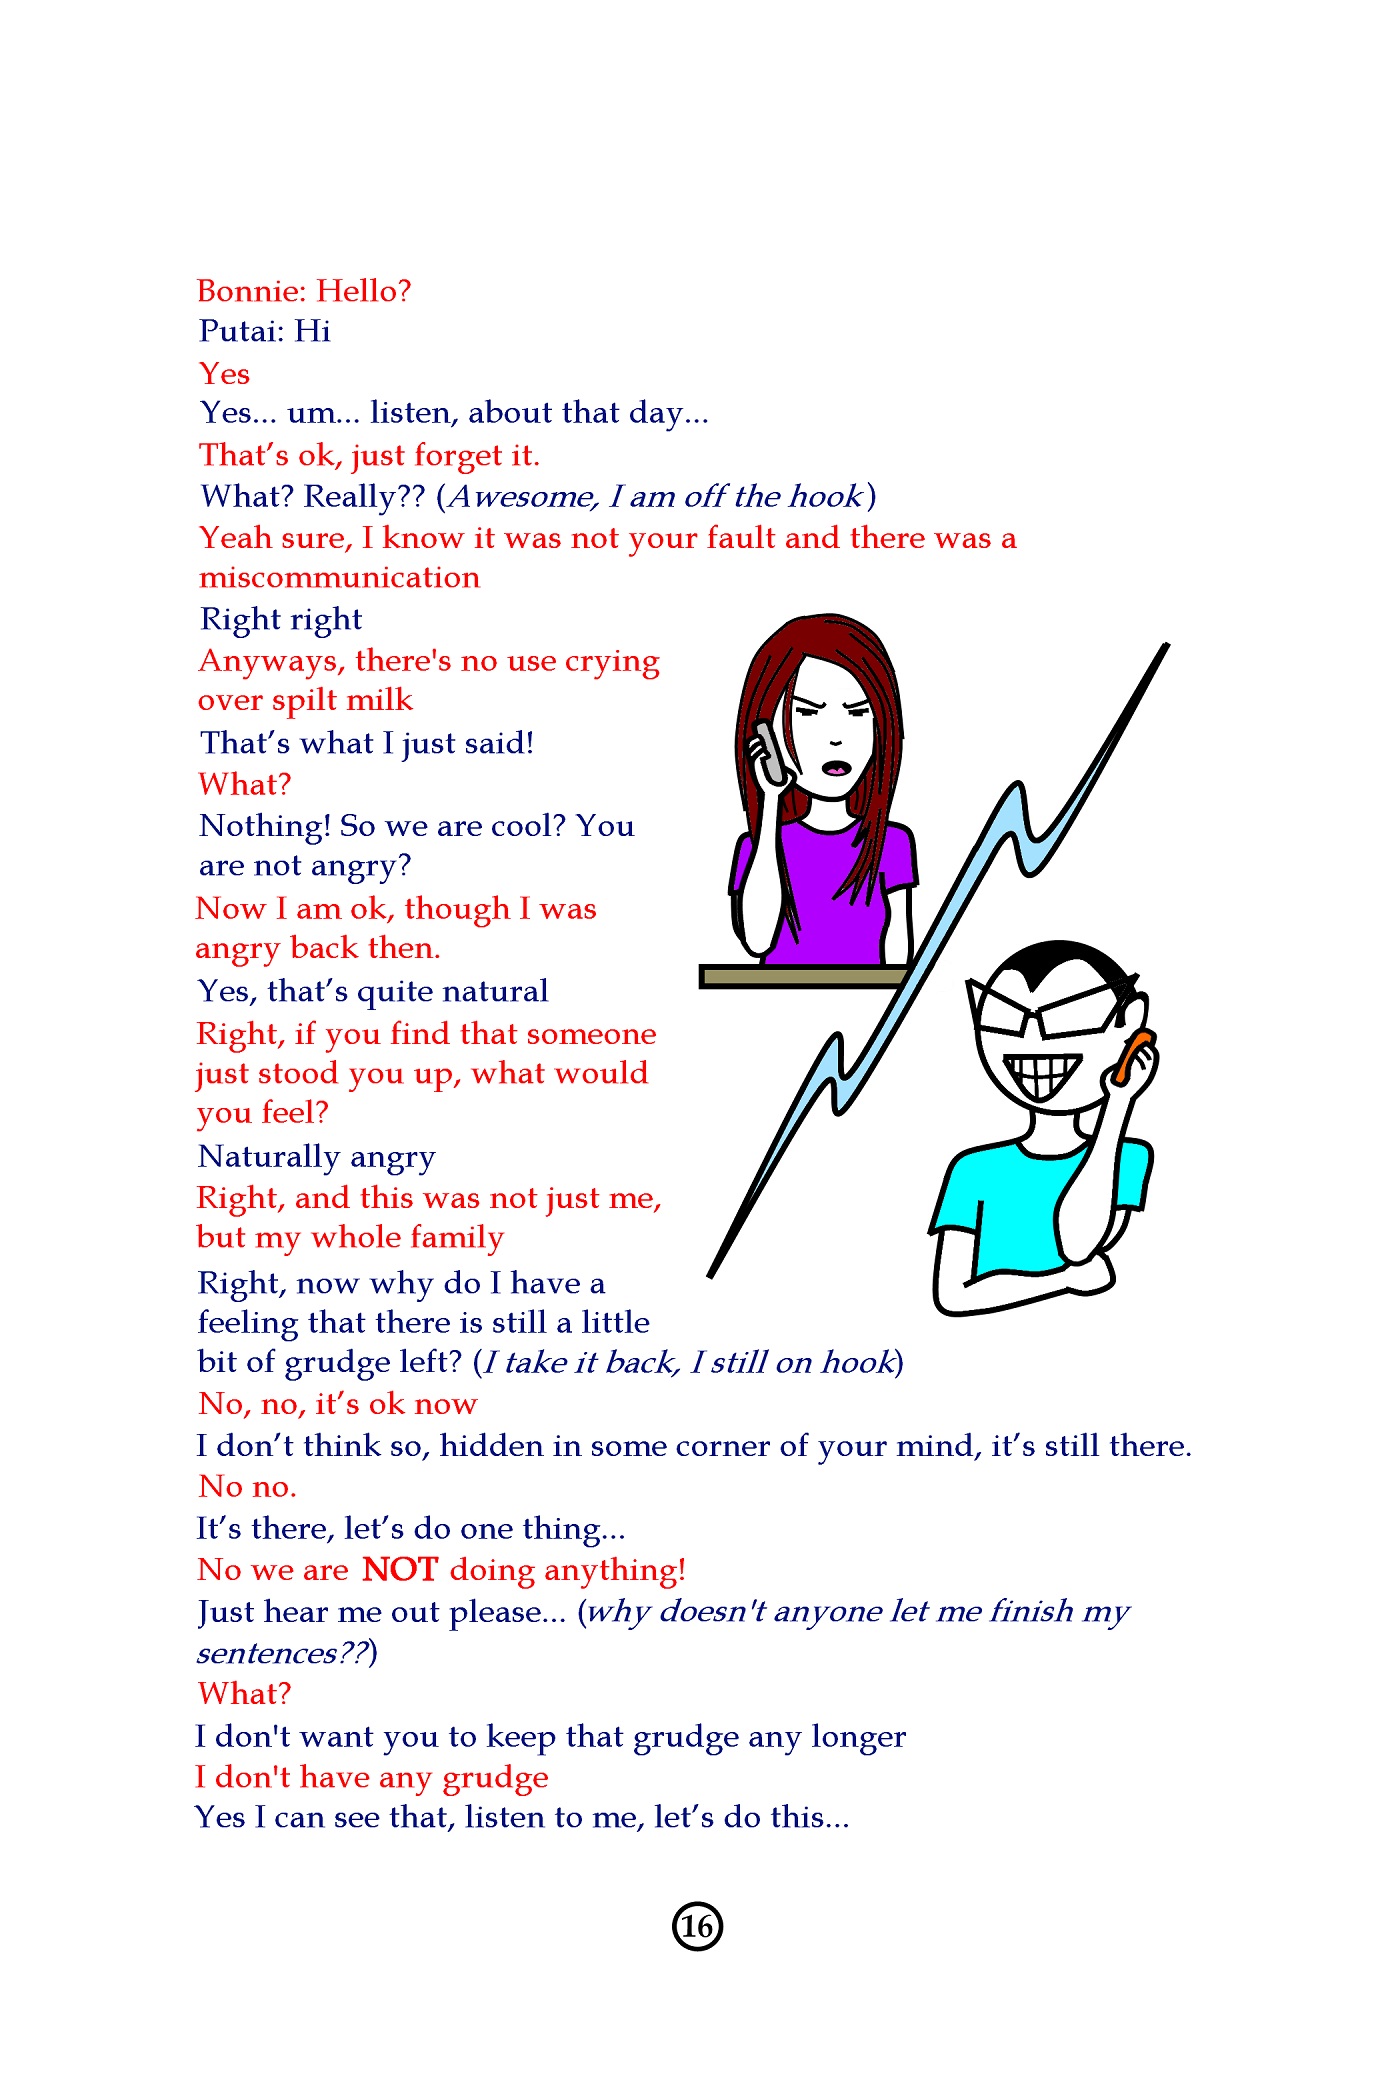 Bonnie: Hello?
Putai: Hi
Yes
Yes... um... listen, about that day...
That’s ok, just forget it.
What? Really?? (Awesome, I am off the hook)
Yeah sure, I know it was not your fault and there was a
miscommunication
Right right
Anyways, there's no use crying
over spilt milk
That’s what I just said!
What?
Nothing! So we are cool? You
are not angry?
Now I am ok, though I was
angry back then.
Yes, that’s quite natural
Right, if you find that someone
just stood you up, what would
you feel?
Naturally angry
Right, and this was not just me,
but my whole family
Right, now why do I have a
feeling that there is still a little
bit of grudge left? (I take it back, I still on hook)
No, no, it’s ok now
I don’t think so, hidden in some corner of your mind, it’s still there.
No no.
It’s there, let’s do one thing...
No we are NOT doing anything!
Just hear me out please... (why doesn't anyone let me finish my
sentences??)
What?
I don't want you to keep that grudge any longer
I don't have any grudge
Yes I can see that, listen to me, let’s do this...
16